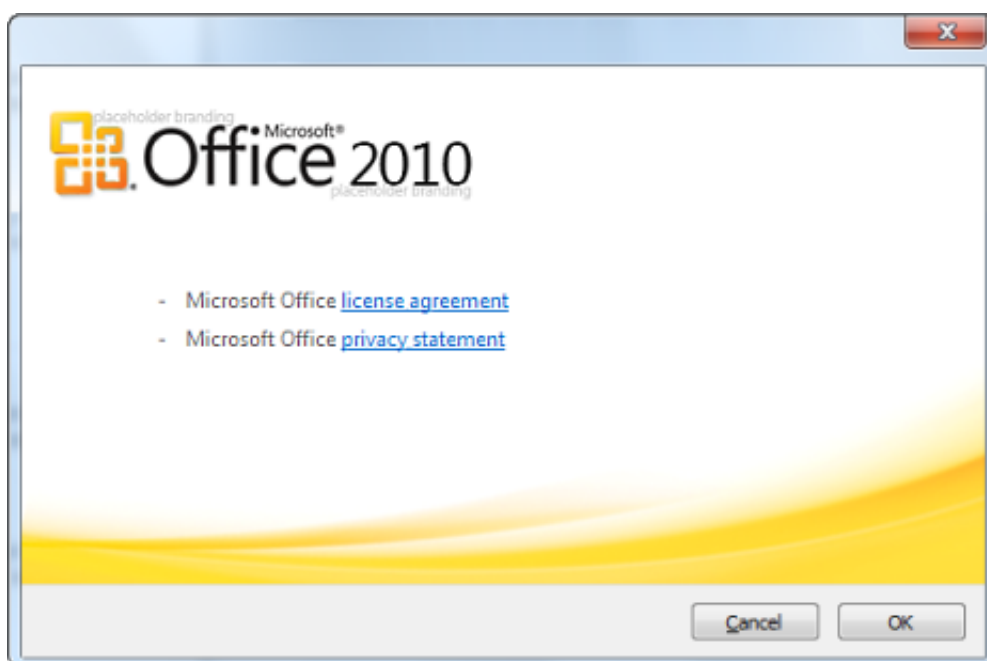 placeholder branding
Microsoft®
Office 2010
placeholder branding
- Microsoft Office license agreement
- Microsoft Office privacy statement
Cancel
OK